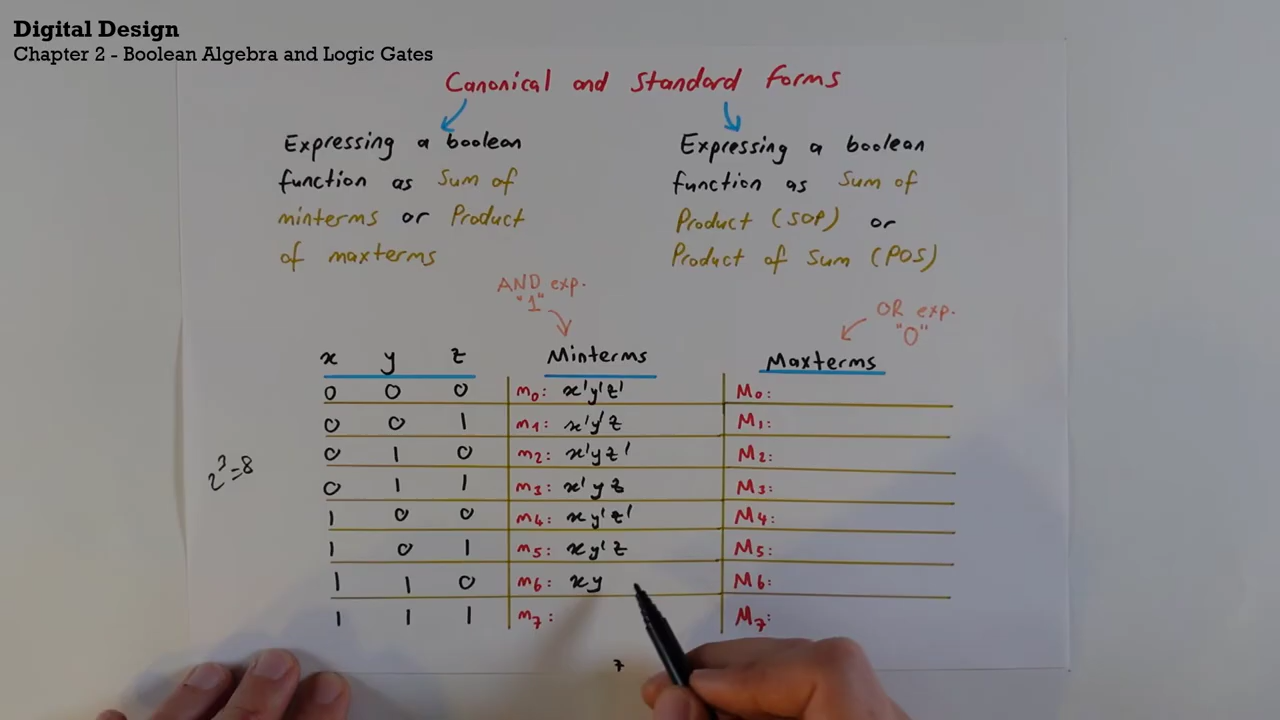 Digital Design
Chapter 2 - Boolean Algebra and Logic Gates
Canonical and Standard Forms
Expressing a boolean
function as Sum of
minterms or Product
of maxterms
Expressing a boolean
function as Sum of
Product (SOP) or
Product of Sum (POS)
AND exp.
"1"
OR exp.
"0"
x y z Minterms Maxterms
0 0 0 m0: x'y'z' M0:
0 0 1 m1: x'y'z M1:
0 1 0 m2: x'yz' M2:
0 1 1 m3: x'yz M3:
1 0 0 m4: xy'z' M4:
1 0 1 m5: xy'z M5:
1 1 0 m6: xy M6:
1 1 1 m7: M7:
2³=8